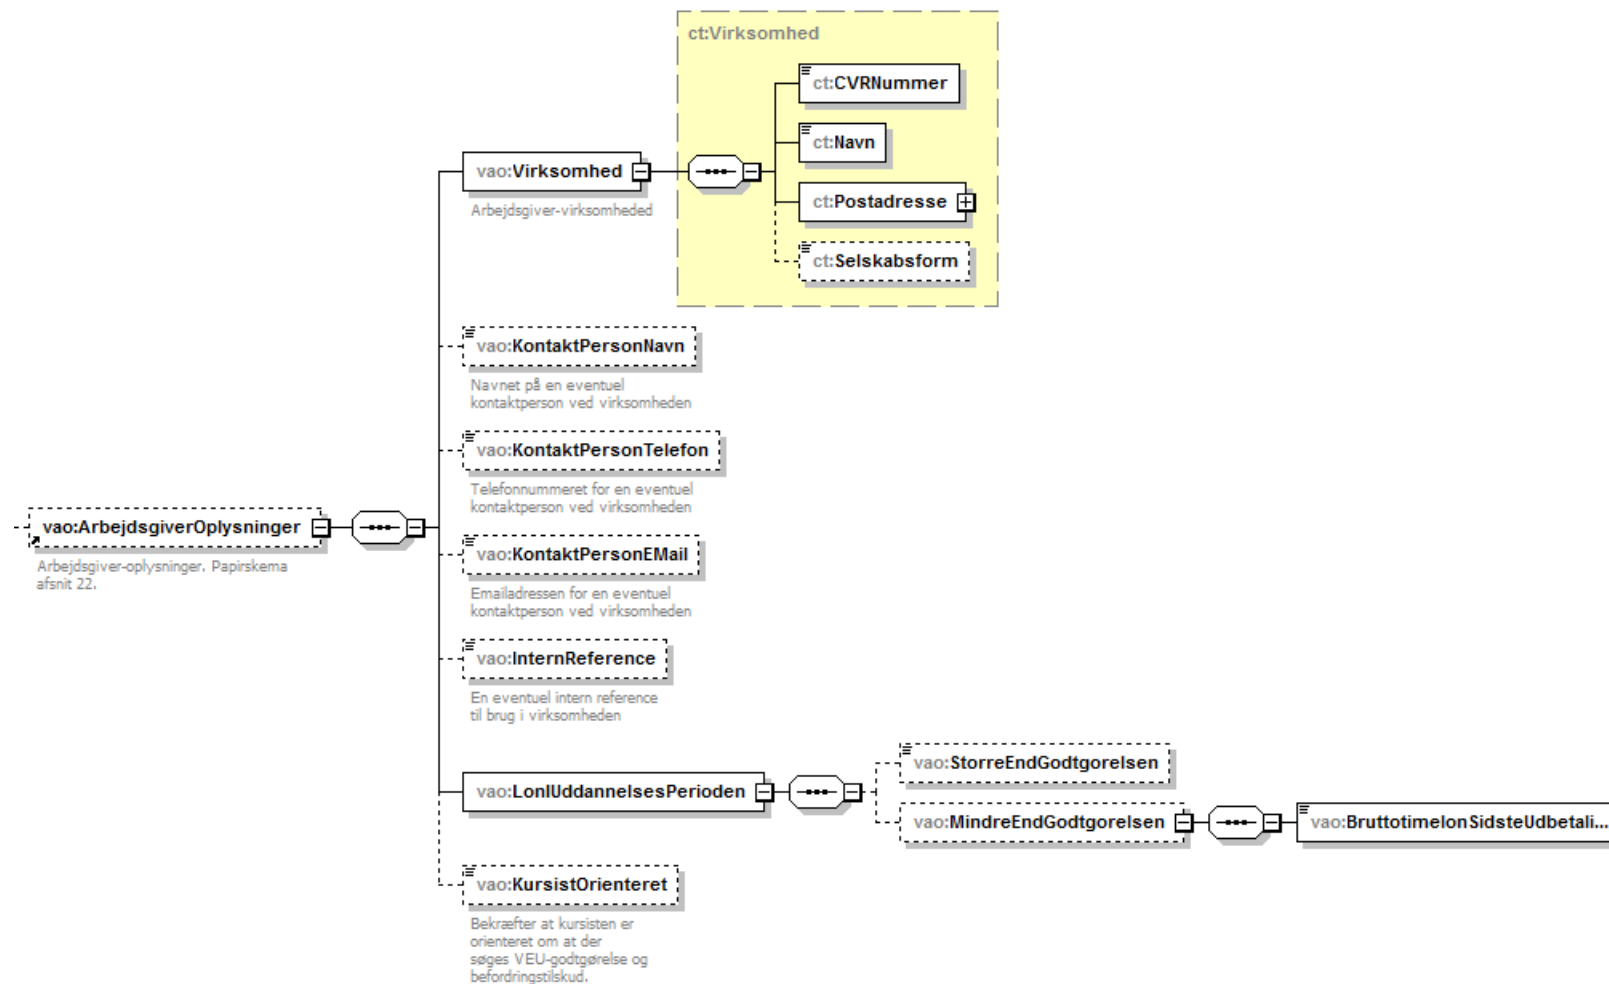 ct:Virksomhed
ct:CVRNummer
ct:Navn
vao:Virksomhed
Arbejdsgiver-virksomheded
ct:Postadresse
ct:Selskabsform
vao:KontaktPersonNavn
Navnet på en eventuel
kontaktperson ved virksomheden
vao:KontaktPersonTelefon
Telefonnummeret for en eventuel
kontaktperson ved virksomheden
vao:ArbejdsgiverOplysninger
Arbejdsgiver-oplysninger. Papirskema
afsnit 22.
vao:KontaktPersonEMail
Emailadressen for en eventuel
kontaktperson ved virksomheden
vao:InternReference
En eventuel intern reference
til brug i virksomheden
vao:LonIUddannelsesPerioden
vao:StorreEndGodtgorelsen
vao:MindreEndGodtgorelsen
vao:BruttotimelonSidsteUdbetali...
vao:KursistOrienteret
Bekræfter at kursisten er
orienteret om at der
søges VEU-godtgørelse og
befordringstilskud.